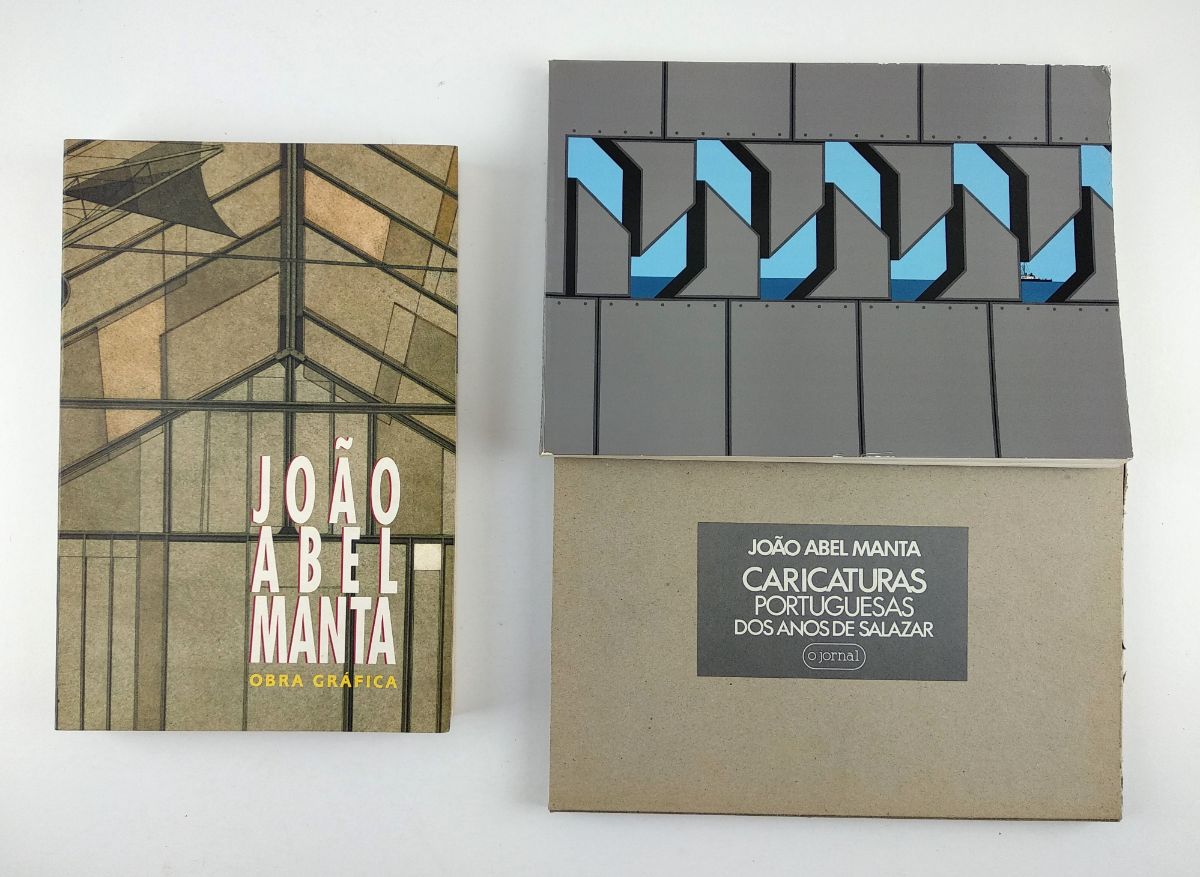 JOÃO
ABEL
MANTA
OBRA GRÁFICA
JOÃO ABEL MANTA
CARICATURAS
PORTUGUESAS
DOS ANOS DE SALAZAR
o jornal